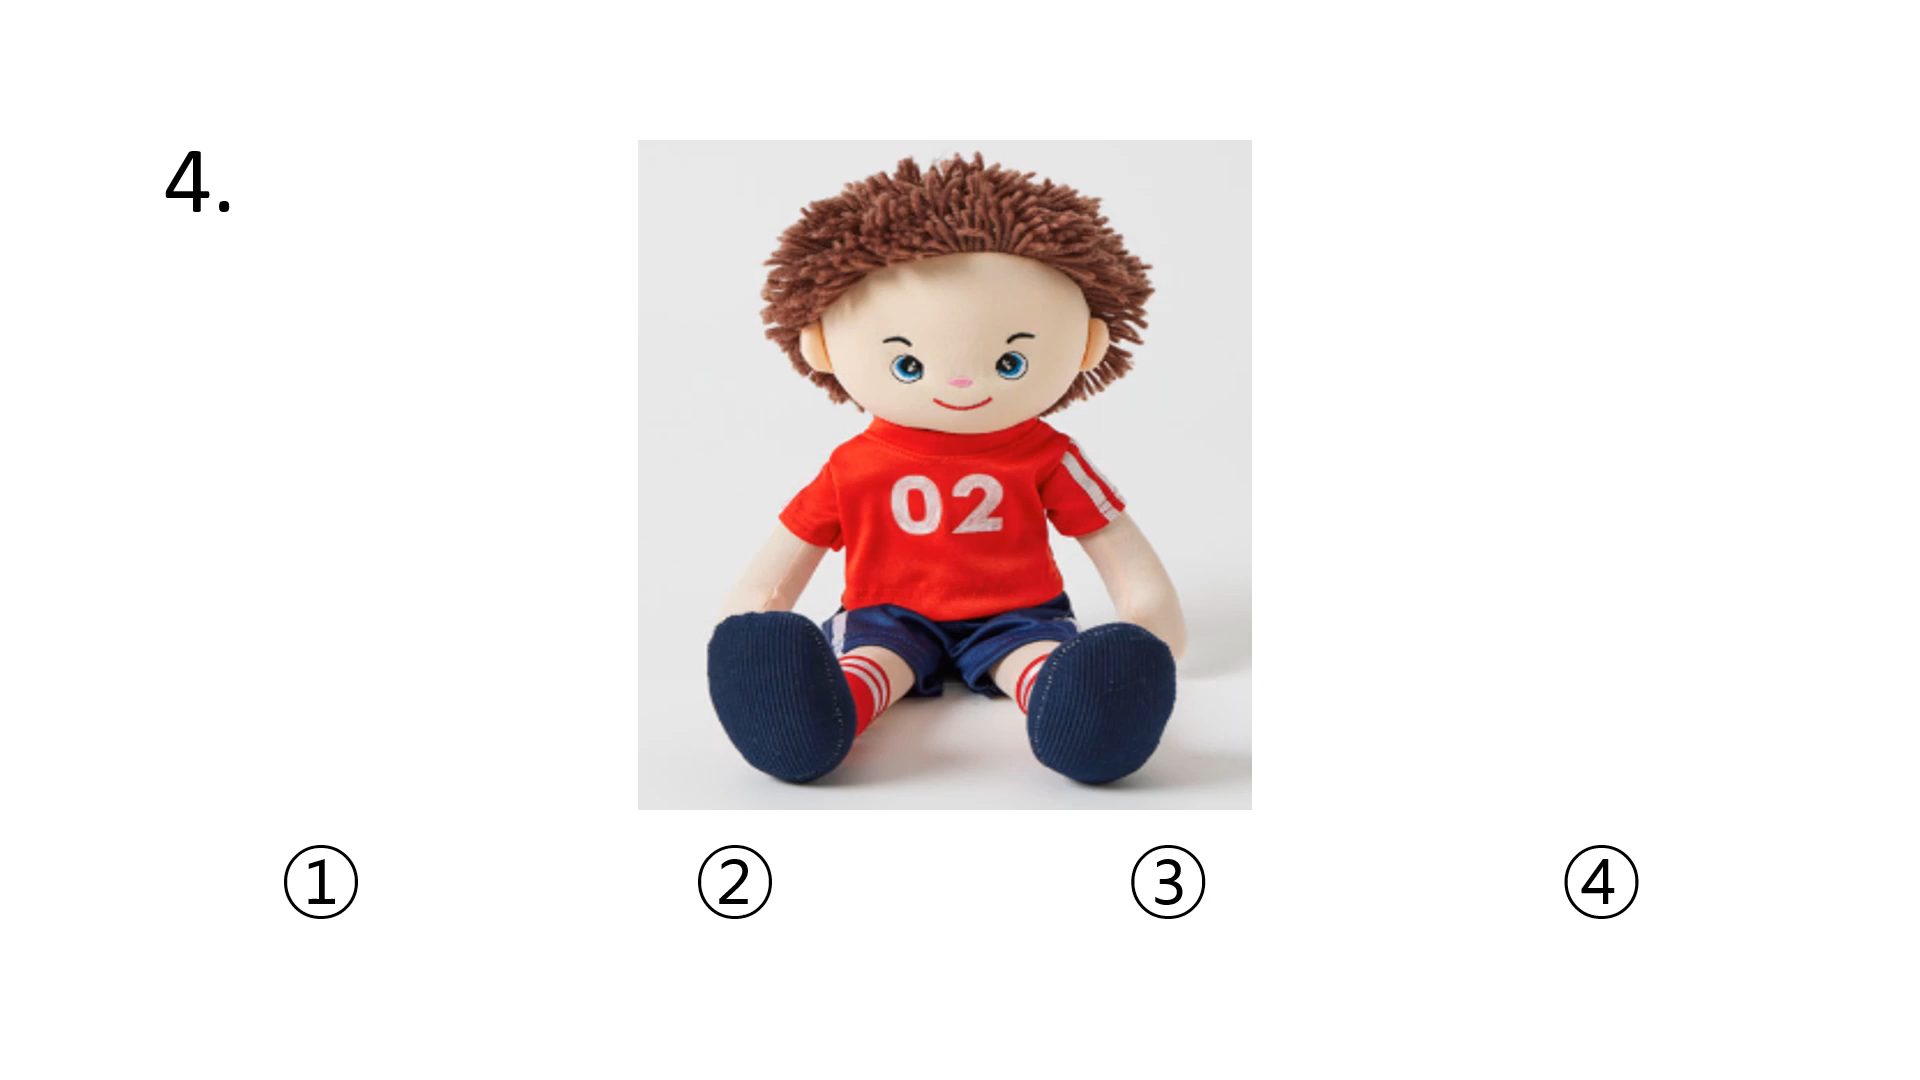 4.
02
① ② ③ ④